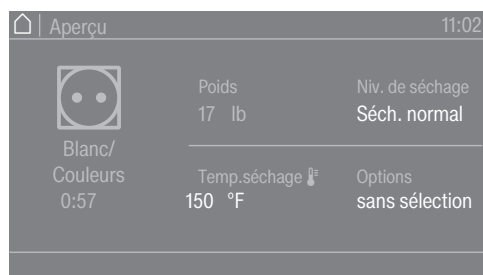 Aperçu
11:02
Poids
17 lb
Niv. de séchage
Séch. normal
Blanc/
Couleurs
0:57
Temp.séchage
150 °F
Options
sans sélection